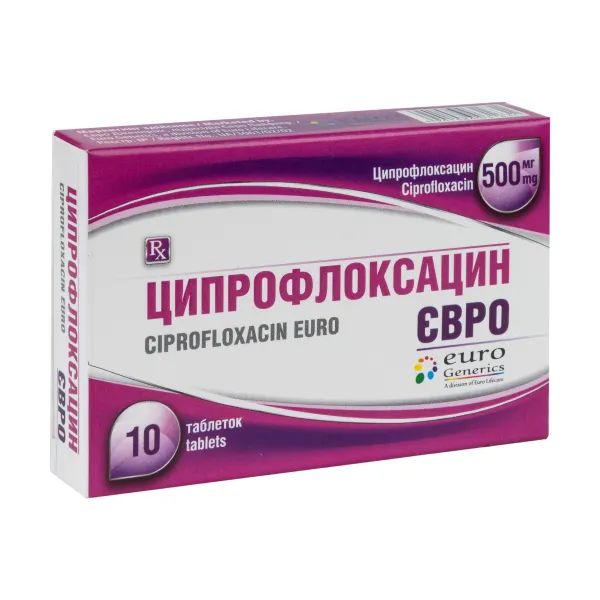 Ципрофлоксацин
Ciprofloxacin
500 мг
mg
Rx
ЦИПРОФЛОКСАЦИН
ЄВРО
CIPROFLOXACIN EURO
euro
Generics
A division of Euro Lifecare
10 таблеток
tablets
ЦИПРОФЛОКСАЦИН
ЄВРО
CIPROFLOXACIN EURO